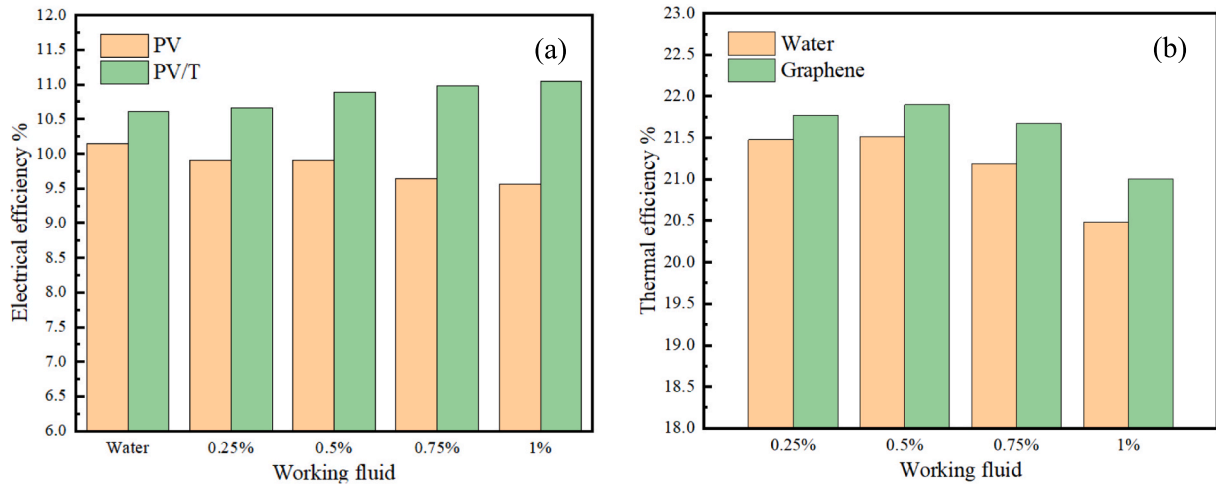 (a)
PV
PV/T
Electrical efficiency %
12.0
11.5
11.0
10.5
10.0
9.5
9.0
8.5
8.0
7.5
7.0
6.5
6.0
Water 0.25% 0.5% 0.75% 1%
Working fluid
(b)
Water
Graphene
Thermal efficiency %
23.0
22.5
22.0
21.5
21.0
20.5
20.0
19.5
19.0
18.5
18.0
0.25% 0.5% 0.75% 1%
Working fluid